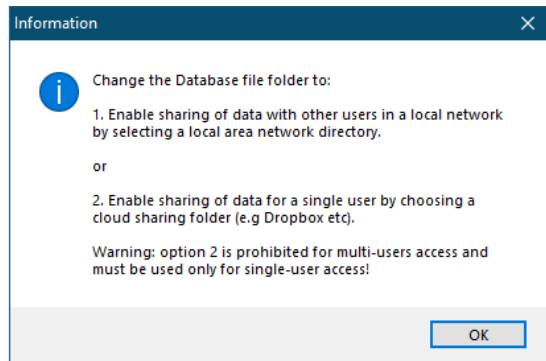 Information
Change the Database file folder to:
1. Enable sharing of data with other users in a local network
by selecting a local area network directory.
or
2. Enable sharing of data for a single user by choosing a
cloud sharing folder (e.g Dropbox etc).
Warning: option 2 is prohibited for multi-users access and
must be used only for single-user access!
OK